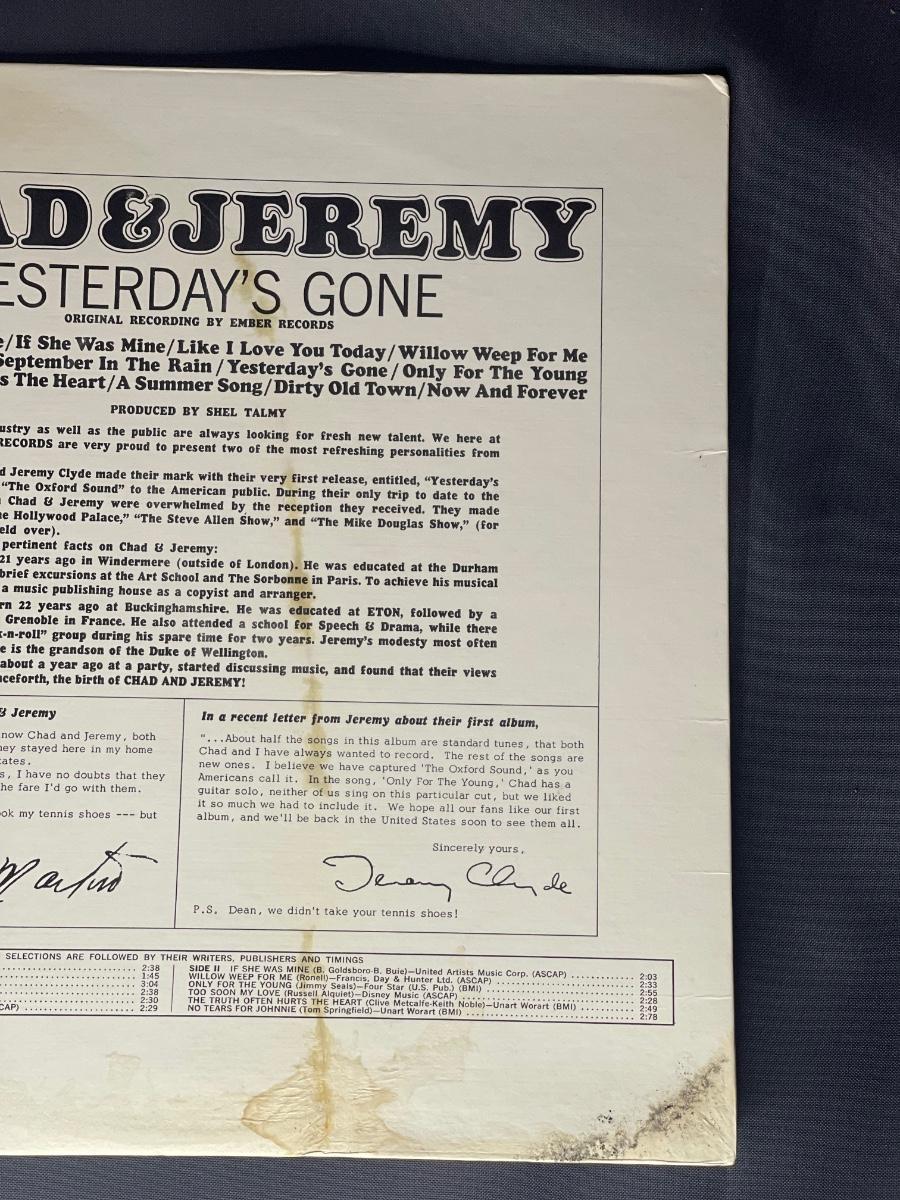 AD & JEREMY
ESTERDAY'S GONE
ORIGINAL RECORDING BY EMBER RECORDS
e/If She Was Mine/Like I Love You Today/Willow Weep For Me
September In The Rain/Yesterday's Gone/Only For The Young
s The Heart/A Summer Song/Dirty Old Town/Now And Forever
PRODUCED BY SHEL TALMY
ustry as well as the public are always looking for fresh new talent. We here at
RECORDS are very proud to present two of the most refreshing personalities from
d Jeremy Clyde made their mark with their very first release, entitled, "Yesterday's
"The Oxford Sound" to the American public. During their only trip to date to the
Chad & Jeremy were overwhelmed by the reception they received. They made
e Hollywood Palace," "The Steve Allen Show," and "The Mike Douglas Show," (for
eld over).
pertinent facts on Chad & Jeremy:
21 years ago in Windermere (outside of London). He was educated at the Durham
brief excursions at the Art School and The Sorbonne in Paris. To achieve his musical
a music publishing house as a copyist and arranger.
rn 22 years ago at Buckinghamshire. He was educated at ETON, followed by a
Grenoble in France. He also attended a school for Speech & Drama, while there
k-n-roll" group during his spare time for two years. Jeremy's modesty most often
e is the grandson of the Duke of Wellington.
about a year ago at a party, started discussing music, and found that their views
nceforth, the birth of CHAD AND JEREMY!
& Jeremy
now Chad and Jeremy, both
hey stayed here in my home
ates.
s, I have no doubts that they
he fare I'd go with them.
ook my tennis shoes --- but
Martin
In a recent letter from Jeremy about their first album,
"...About half the songs in this album are standard tunes, that both
Chad and I have always wanted to record. The rest of the songs are
new ones. I believe we have captured 'The Oxford Sound,' as you
Americans call it. In the song, 'Only For The Young,' Chad has a
guitar solo, neither of us sing on this particular cut, but we liked
it so much we had to include it. We hope all our fans like our first
album, and we'll be back in the United States soon to see them all.
Sincerely yours,
Jeremy Clyde
P.S. Dean, we didn't take your tennis shoes!
SELECTIONS ARE FOLLOWED BY THEIR WRITERS, PUBLISHERS AND TIMINGS
2:38
1:45
3:04
2:38
2:30
CAP) 2:29
SIDE II IF SHE WAS MINE (B. Goldsboro-B. Buie)—United Artists Music Corp. (ASCAP) 2:03
WILLOW WEEP FOR ME (Ronell)—Francis, Day & Hunter Ltd. (ASCAP) 2:33
ONLY FOR THE YOUNG (Jimmy Seals)—Four Star (U.S. Pub.) (BMI) 2:55
TOO SOON MY LOVE (Russell Alquiet)—Disney Music (ASCAP) 2:28
THE TRUTH OFTEN HURTS THE HEART (Clive Metcalfe-Keith Noble)—Unart Worart (BMI) 2:49
NO TEARS FOR JOHNNIE (Tom Springfield)—Unart Worart (BMI) 2:78